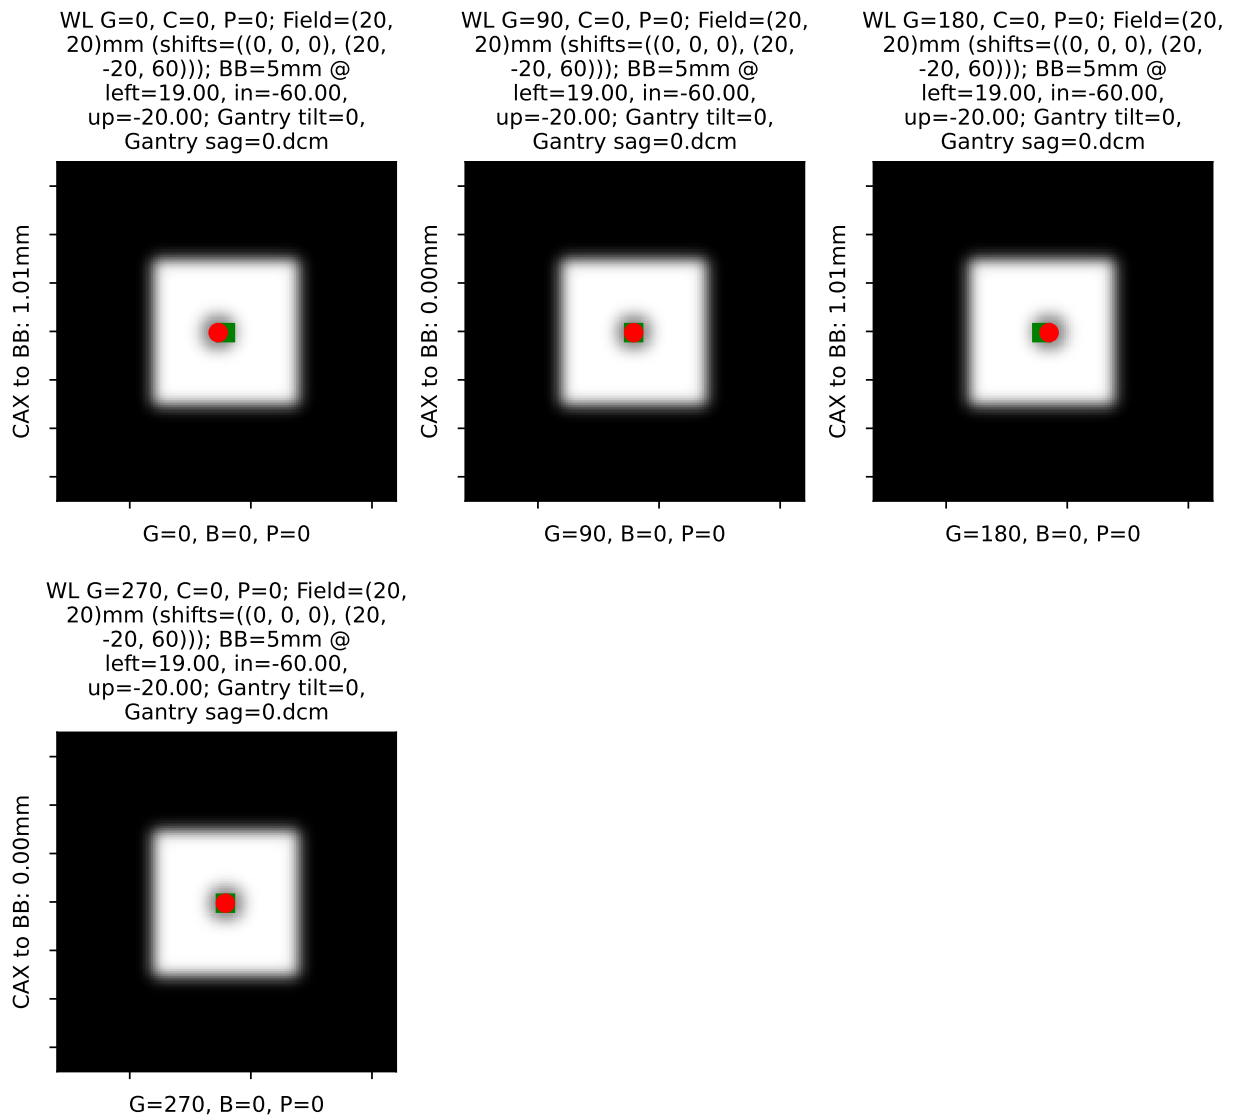 WL G=0, C=0, P=0; Field=(20,
20)mm (shifts=((0, 0, 0), (20,
-20, 60))); BB=5mm @
left=19.00, in=-60.00,
up=-20.00; Gantry tilt=0,
Gantry sag=0.dcm
CAX to BB: 1.01mm
G=0, B=0, P=0
WL G=90, C=0, P=0; Field=(20,
20)mm (shifts=((0, 0, 0), (20,
-20, 60))); BB=5mm @
left=19.00, in=-60.00,
up=-20.00; Gantry tilt=0,
Gantry sag=0.dcm
CAX to BB: 0.00mm
G=90, B=0, P=0
WL G=180, C=0, P=0; Field=(20,
20)mm (shifts=((0, 0, 0), (20,
-20, 60))); BB=5mm @
left=19.00, in=-60.00,
up=-20.00; Gantry tilt=0,
Gantry sag=0.dcm
CAX to BB: 1.01mm
G=180, B=0, P=0
WL G=270, C=0, P=0; Field=(20,
20)mm (shifts=((0, 0, 0), (20,
-20, 60))); BB=5mm @
left=19.00, in=-60.00,
up=-20.00; Gantry tilt=0,
Gantry sag=0.dcm
CAX to BB: 0.00mm
G=270, B=0, P=0